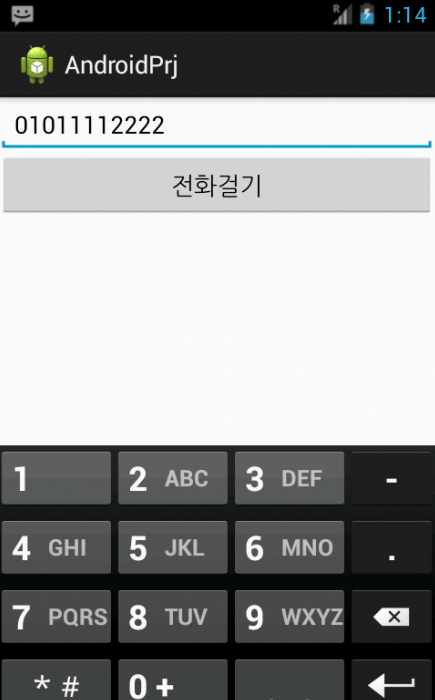 1:14
AndroidPrj
01011112222
전화걸기
1 2 ABC 3 DEF -
4 GHI 5 JKL 6 MNO .
7 PQRS 8 TUV 9 WXYZ
* # 0 +